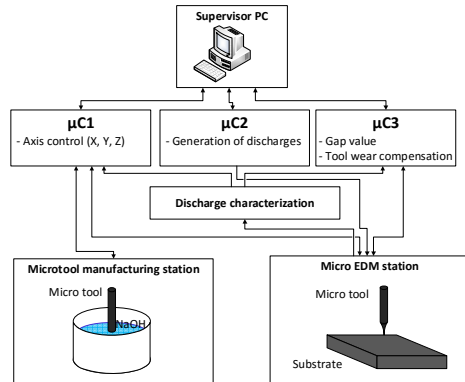 Supervisor PC
µC1
- Axis control (X, Y, Z)
µC2
- Generation of discharges
µC3
- Gap value
- Tool wear compensation
Discharge characterization
Microtool manufacturing station
Micro tool
NaOH
Micro EDM station
Micro tool
Substrate